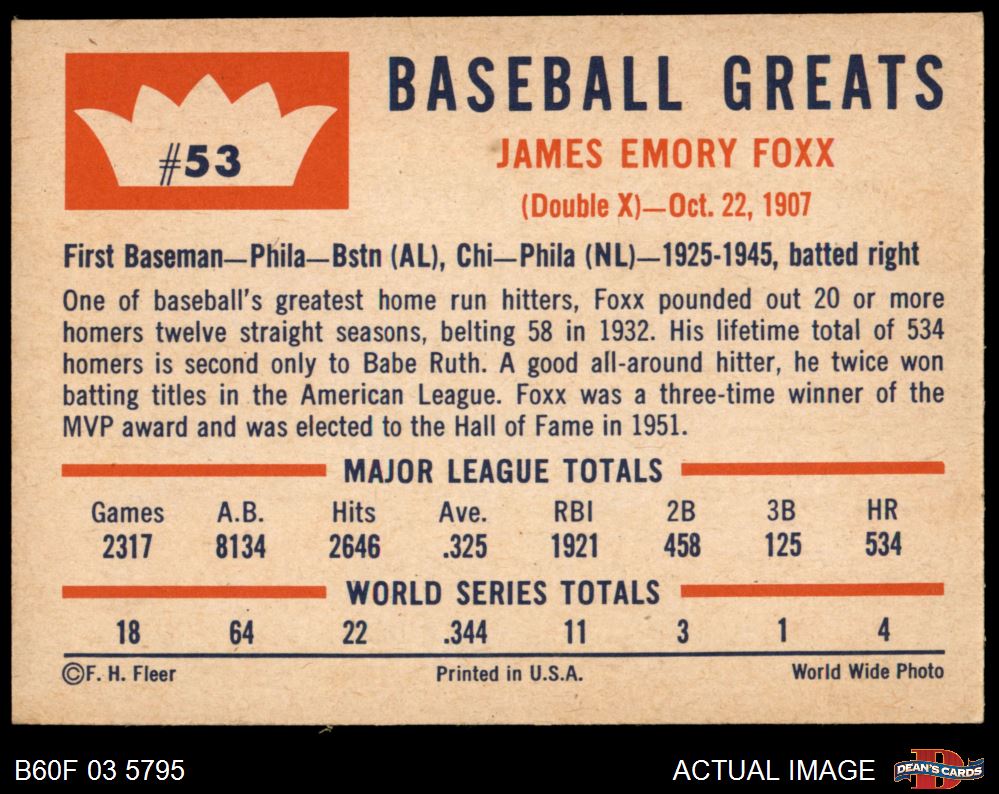 #53
BASEBALL GREATS
JAMES EMORY FOXX
(Double X)—Oct. 22, 1907
First Baseman—Phila—Bstn (AL), Chi—Phila (NL)—1925-1945, batted right
One of baseball's greatest home run hitters, Foxx pounded out 20 or more
homers twelve straight seasons, belting 58 in 1932. His lifetime total of 534
homers is second only to Babe Ruth. A good all-around hitter, he twice won
batting titles in the American League. Foxx was a three-time winner of the
MVP award and was elected to the Hall of Fame in 1951.
MAJOR LEAGUE TOTALS
Games A.B. Hits Ave. RBI 2B 3B HR
2317 8134 2646 .325 1921 458 125 534
WORLD SERIES TOTALS
18 64 22 .344 11 3 1 4
©F. H. Fleer Printed in U.S.A. World Wide Photo
B60F 03 5795 ACTUAL IMAGE D DEAN'S CARDS